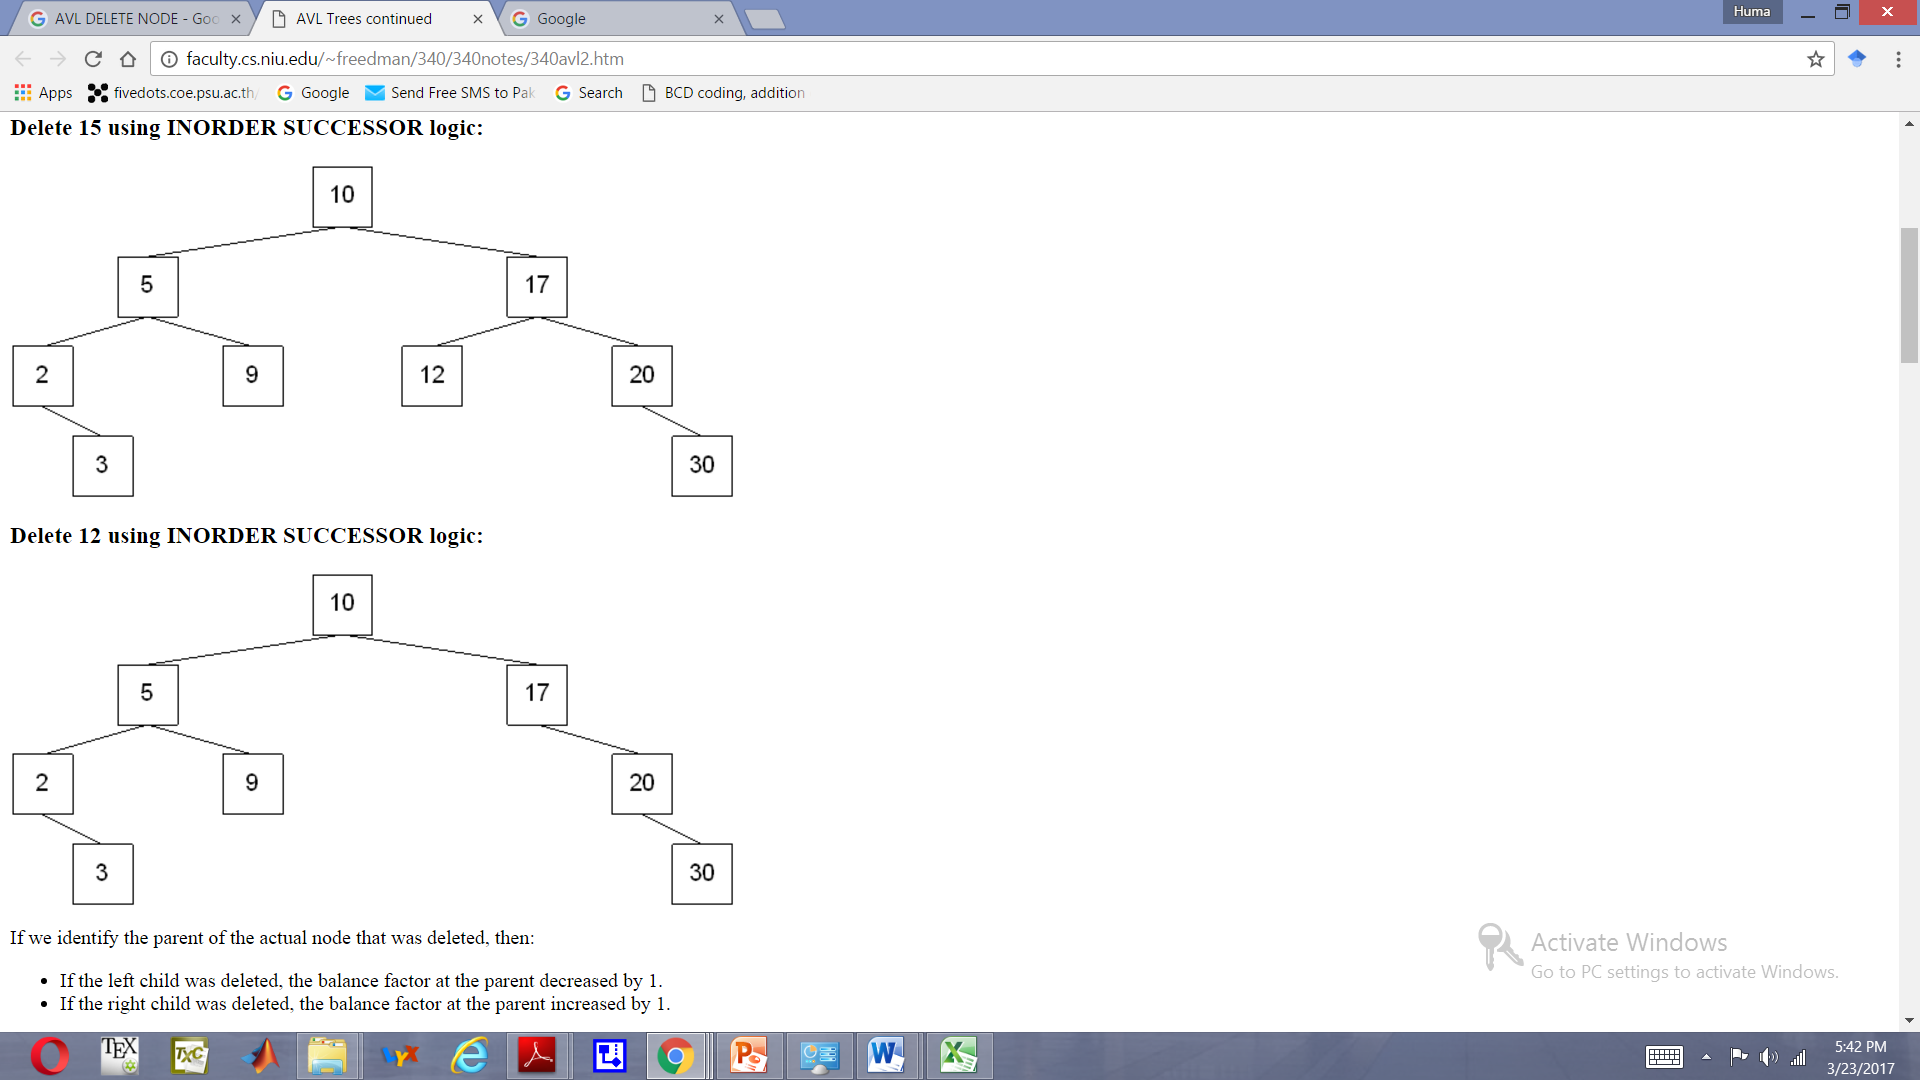 AVL DELETE NODE - Goo
AVL Trees continued
Google
Huma
faculty.cs.niu.edu/~freedman/340/340notes/340avl2.htm
Apps
fivedots.coe.psu.ac.th/
Google
Send Free SMS to Pak
Search
BCD coding, addition
Delete 15 using INORDER SUCCESSOR logic:
10
5 17
2 9 12 20
3 30
Delete 12 using INORDER SUCCESSOR logic:
10
5 17
2 9 20
3 30
If we identify the parent of the actual node that was deleted, then:
• If the left child was deleted, the balance factor at the parent decreased by 1.
• If the right child was deleted, the balance factor at the parent increased by 1.
Activate Windows
Go to PC settings to activate Windows.
TEX
TXC
LYX
5:42 PM
3/23/2017